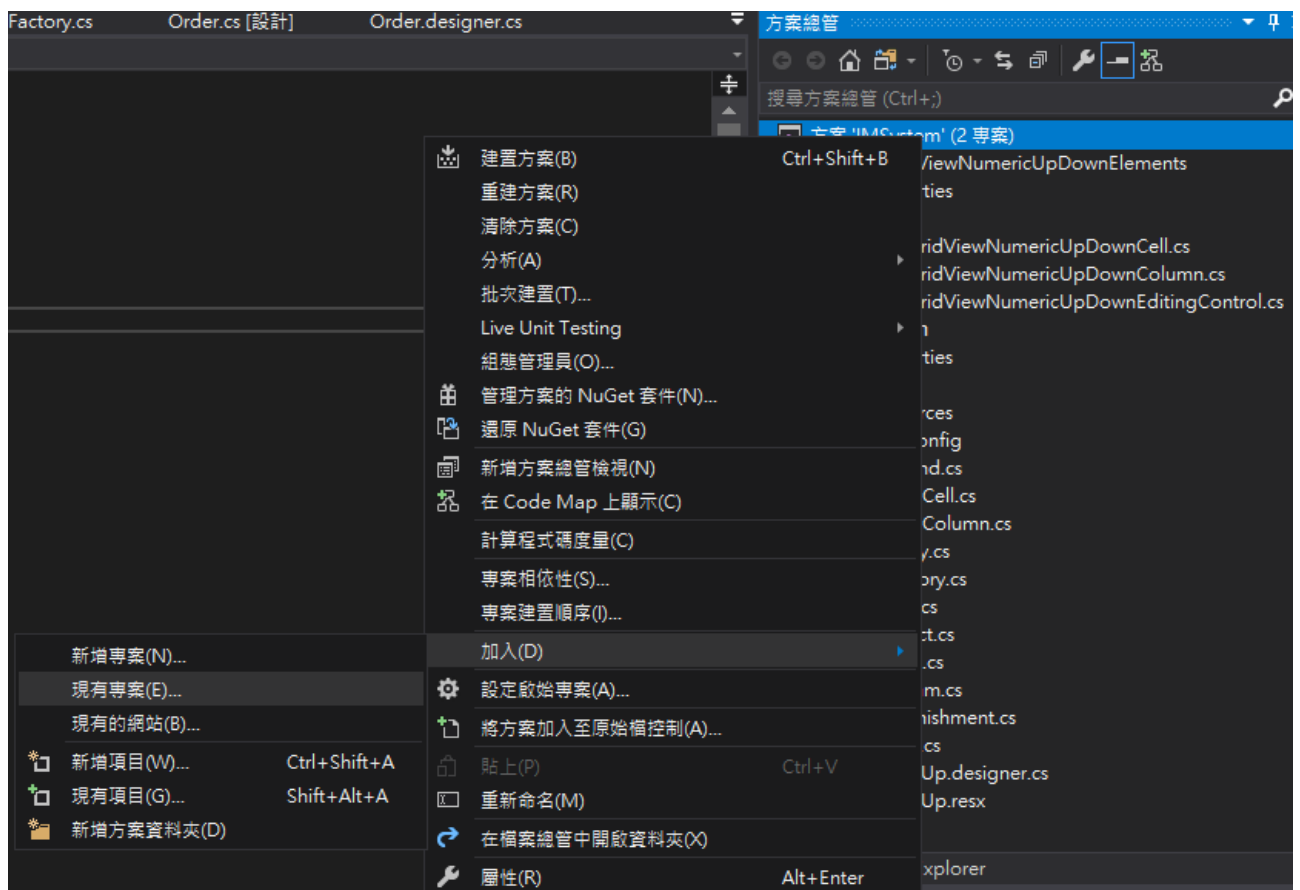 Factory.cs
Order.cs [設計]
Order.designer.cs
方案總管
搜尋方案總管 (Ctrl+;)
方案 'IMSystem' (2 專案)
ViewNumericUpDownElements
ties
ridViewNumericUpDownCell.cs
ridViewNumericUpDownColumn.cs
ridViewNumericUpDownEditingControl.cs
ties
rces
onfig
nd.cs
Cell.cs
Column.cs
y.cs
ory.cs
cs
ct.cs
.cs
m.cs
nishment.cs
.cs
Up.designer.cs
Up.resx
xplorer
建置方案(B) Ctrl+Shift+B
重建方案(R)
清除方案(C)
分析(A)
批次建置(T)...
Live Unit Testing
組態管理員(O)...
管理方案的 NuGet 套件(N)...
還原 NuGet 套件(G)
新增方案總管檢視(N)
在 Code Map 上顯示(C)
計算程式碼度量(C)
專案相依性(S)...
專案建置順序(I)...
加入(D)
設定啟始專案(A)...
將方案加入至原始檔控制(A)...
貼上(P) Ctrl+V
重新命名(M)
在檔案總管中開啟資料夾(X)
屬性(R) Alt+Enter
新增專案(N)...
現有專案(E)...
現有的網站(B)...
新增項目(W)... Ctrl+Shift+A
現有項目(G)... Shift+Alt+A
新增方案資料夾(D)